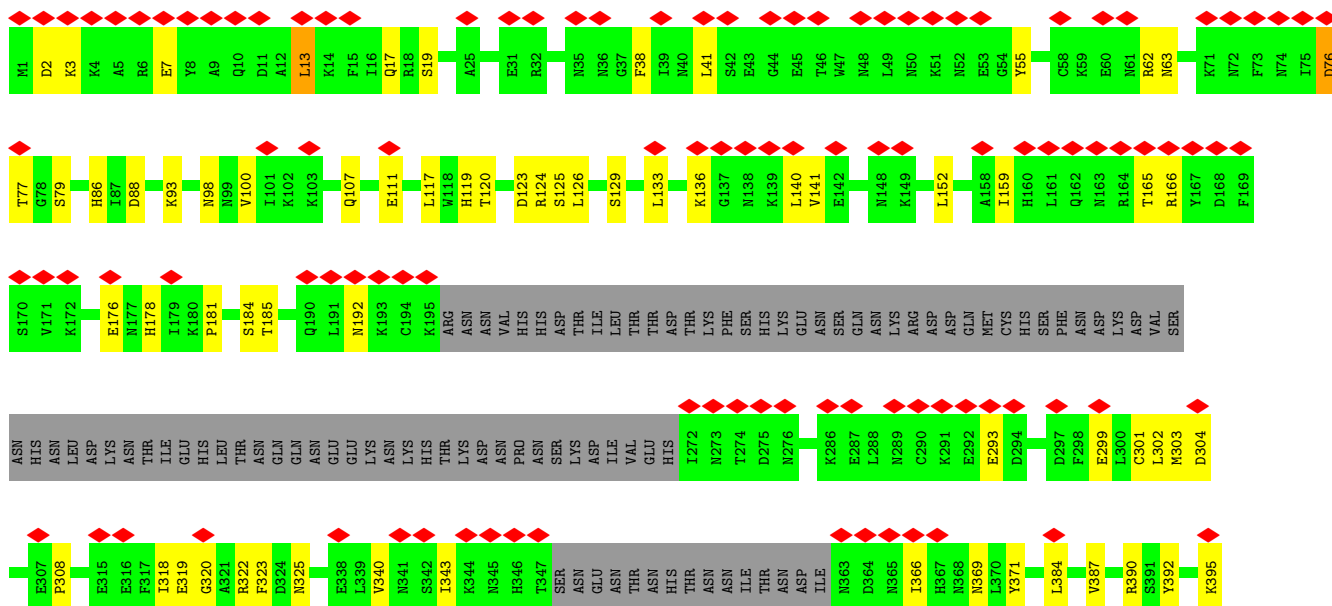 M1 D2 K3 K4 A5 R6 E7 Y8 A9 Q10 D11 A12 L13 K14 F15 I16 Q17 R18 S19 A25 E31 R32 N35 N36 G37 F38 I39 N40 L41 S42 E43 G44 E45 T46 W47 N48 L49 N50 K51 N52 E53 G54 Y55 C58 K59 E60 N61 R62 N63 K71 N72 F73 N74 I75 D76
T77 G78 S79 H86 I87 D88 K93 N98 N99 V100 I101 K102 K103 Q107 E111 L117 W118 H119 T120 D123 R124 S125 L126 S129 L133 K136 G137 N138 K139 L140 V141 E142 N148 K149 L152 A158 I159 H160 L161 Q162 N163 R164 T165 R166 Y167 D168 F169
S170 V171 K172 E176 N177 H178 I179 K180 P181 S184 T185 Q190 L191 N192 K193 C194 K195 ARG ASN ASN VAL HIS HIS ASP THR ILE LEU THR THR ASP THR LYS PHE SER HIS LYS GLU ASN SER GLN ASN LYS ARG ASP ASP GLN MET CYS HIS SER PHE ASN ASP LYS ASP VAL SER
ASN HIS ASN LEU ASP LYS ASN THR ILE GLU HIS LEU THR ASN GLN GLN ASN GLU GLU LYS ASN LYS HIS THR LYS ASP ASN PRO ASN SER LYS ASP ILE VAL GLU HIS I272 N273 T274 D275 N276 K286 E287 L288 N289 C290 K291 E292 E293 D294 D297 F298 E299 L300 C301 L302 M303 D304
E307 P308 E315 E316 F317 I318 E319 G320 A321 R322 F323 D324 N325 E338 L339 V340 N341 S342 I343 K344 N345 H346 T347 SER ASN GLU ASN THR ASN HIS THR ASN ASN ILE THR ASN ASP ILE N363 D364 N365 I366 H367 N368 N369 L370 Y371 L384 V387 R390 S391 Y392 K395